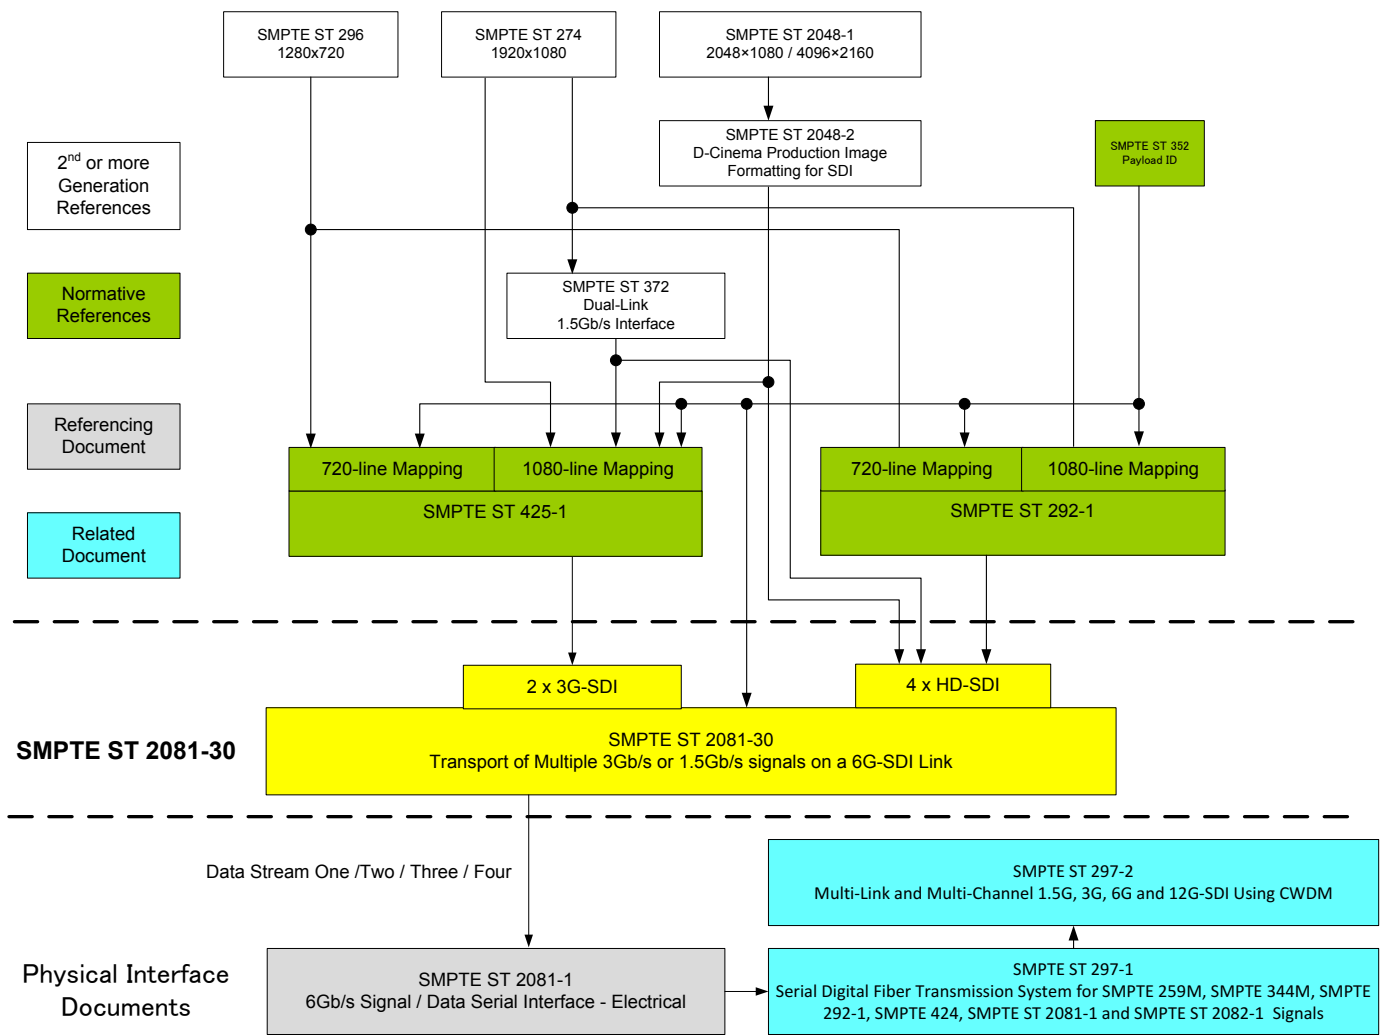 SMPTE ST 296
1280x720
SMPTE ST 274
1920x1080
SMPTE ST 2048-1
2048×1080 / 4096×2160
2nd or more
Generation
References
SMPTE ST 2048-2
D-Cinema Production Image
Formatting for SDI
SMPTE ST 352
Payload ID
Normative
References
SMPTE ST 372
Dual-Link
1.5Gb/s Interface
Referencing
Document
720-line Mapping
1080-line Mapping
SMPTE ST 425-1
720-line Mapping
1080-line Mapping
SMPTE ST 292-1
Related
Document
2 x 3G-SDI
4 x HD-SDI
SMPTE ST 2081-30
SMPTE ST 2081-30
Transport of Multiple 3Gb/s or 1.5Gb/s signals on a 6G-SDI Link
Data Stream One /Two / Three / Four
SMPTE ST 297-2
Multi-Link and Multi-Channel 1.5G, 3G, 6G and 12G-SDI Using CWDM
Physical Interface
Documents
SMPTE ST 2081-1
6Gb/s Signal / Data Serial Interface - Electrical
SMPTE ST 297-1
Serial Digital Fiber Transmission System for SMPTE 259M, SMPTE 344M, SMPTE
292-1, SMPTE 424, SMPTE ST 2081-1 and SMPTE ST 2082-1 Signals